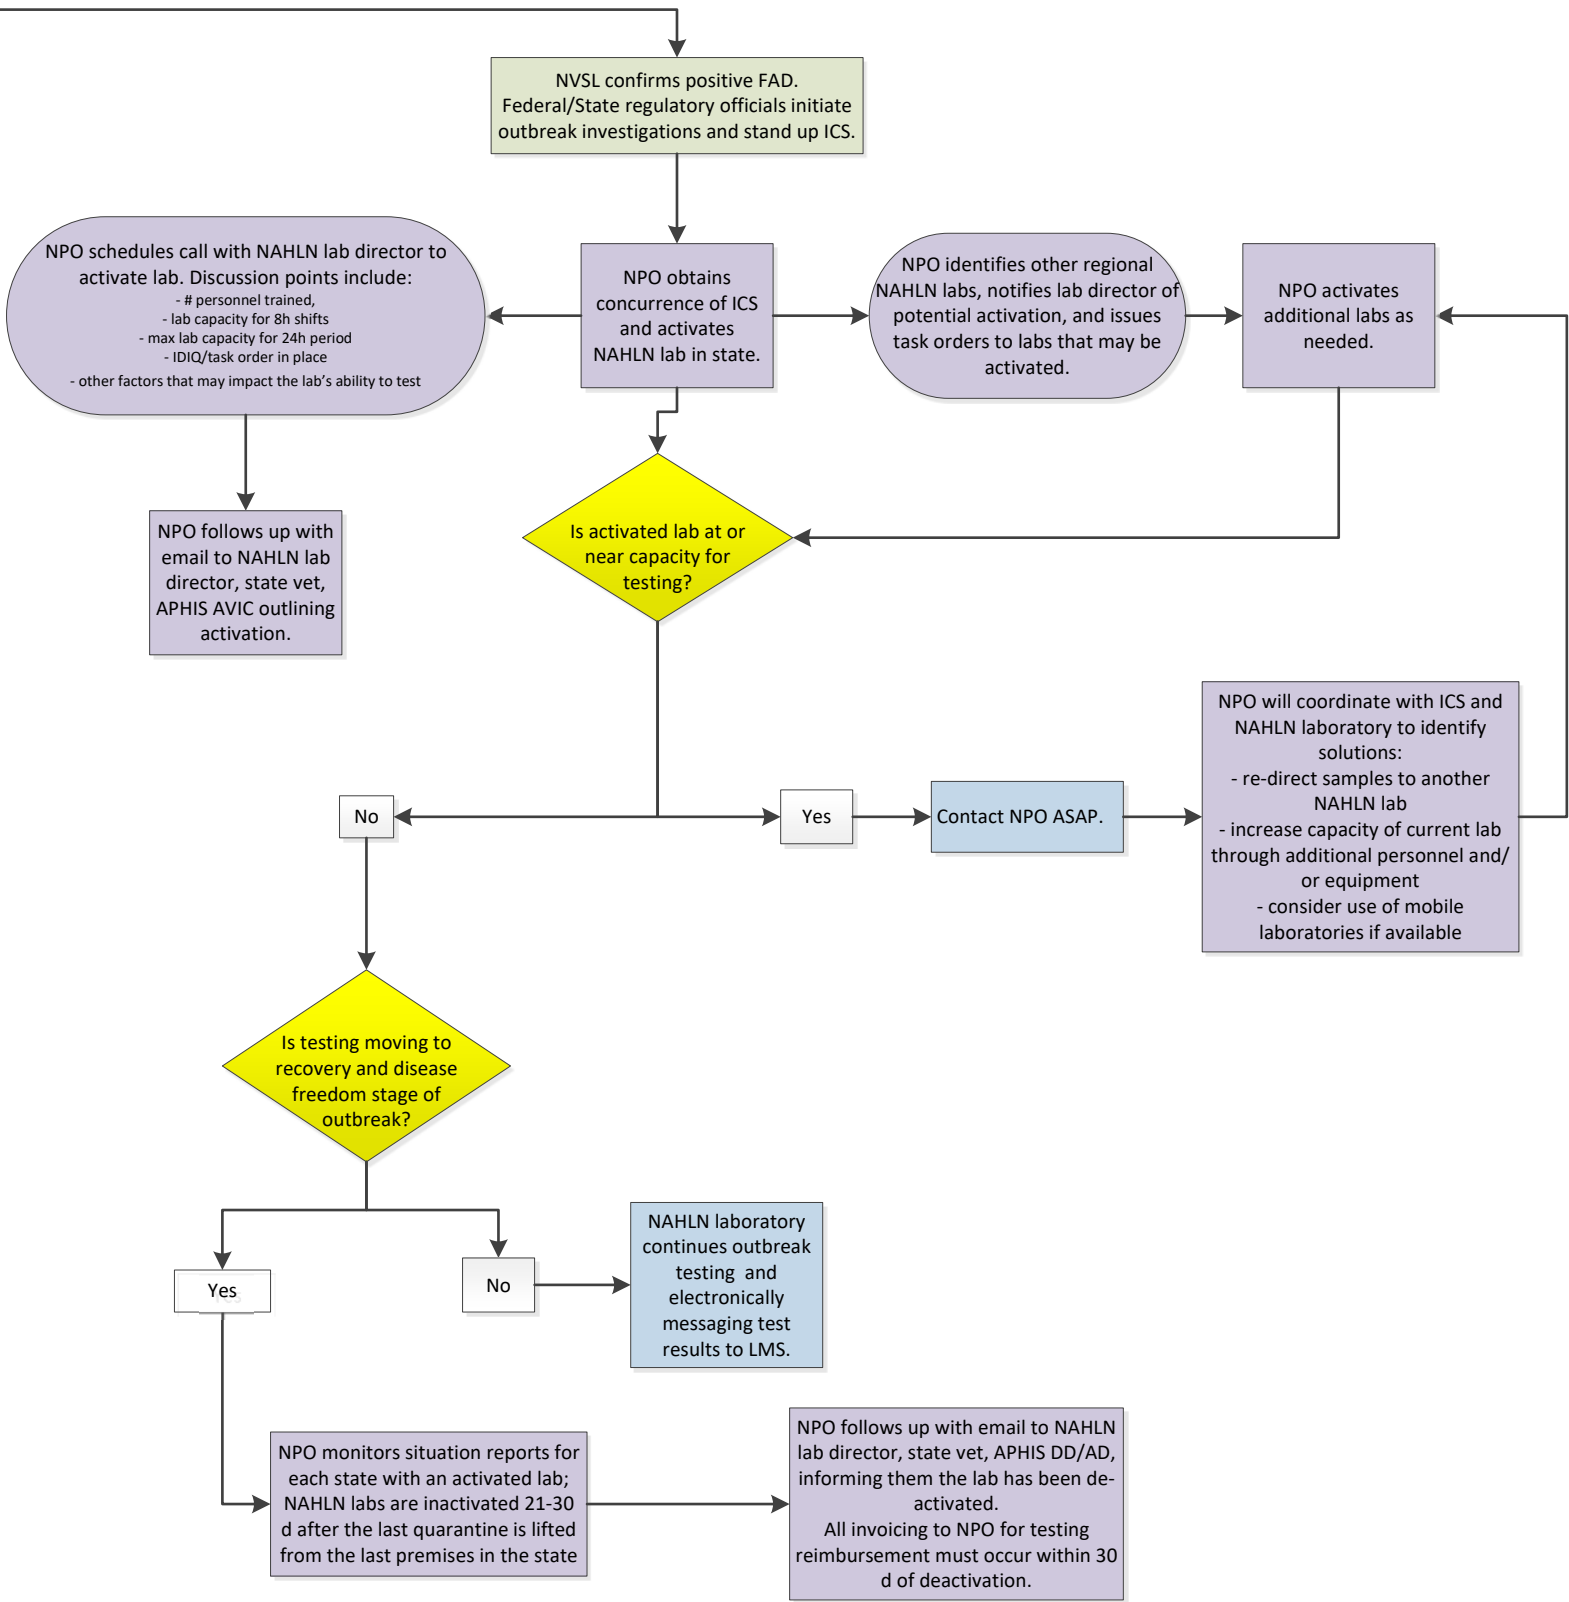 NVSL confirms positive FAD.
Federal/State regulatory officials initiate
outbreak investigations and stand up ICS.
NPO schedules call with NAHLN lab director to
activate lab. Discussion points include:
- # personnel trained,
- lab capacity for 8h shifts
- max lab capacity for 24h period
- IDIQ/task order in place
- other factors that may impact the lab’s ability to test
NPO obtains
concurrence of ICS
and activates
NAHLN lab in state.
NPO identifies other regional
NAHLN labs, notifies lab director of
potential activation, and issues
task orders to labs that may be
activated.
NPO activates
additional labs as
needed.
NPO follows up with
email to NAHLN lab
director, state vet,
APHIS AVIC outlining
activation.
Is activated lab at or
near capacity for
testing?
No
Yes
Contact NPO ASAP.
NPO will coordinate with ICS and
NAHLN laboratory to identify
solutions:
- re-direct samples to another
NAHLN lab
- increase capacity of current lab
through additional personnel and/
or equipment
- consider use of mobile
laboratories if available
Is testing moving to
recovery and disease
freedom stage of
outbreak?
Yes
No
NAHLN laboratory
continues outbreak
testing  and
electronically
messaging test
results to LMS.
NPO monitors situation reports for
each state with an activated lab;
NAHLN labs are inactivated 21-30
d after the last quarantine is lifted
from the last premises in the state
NPO follows up with email to NAHLN
lab director, state vet, APHIS DD/AD,
informing them the lab has been de-
activated.
All invoicing to NPO for testing
reimbursement must occur within 30
d of deactivation.